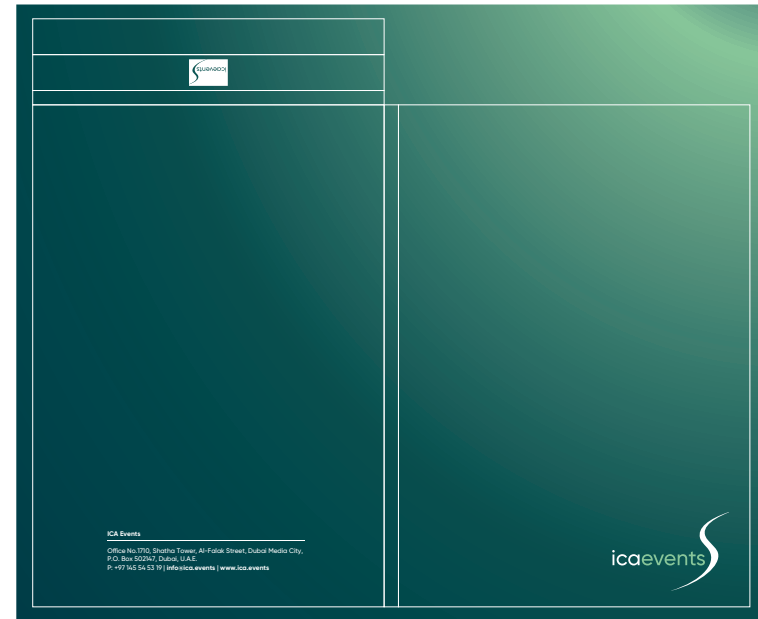 icaevents
ICA Events
Office No.1710, Shatha Tower, Al-Falak Street, Dubai Media City,
P.O. Box 502147, Dubai, U.A.E.
P: +97 145 54 53 19 | info@ica.events | www.ica.events
icaevents